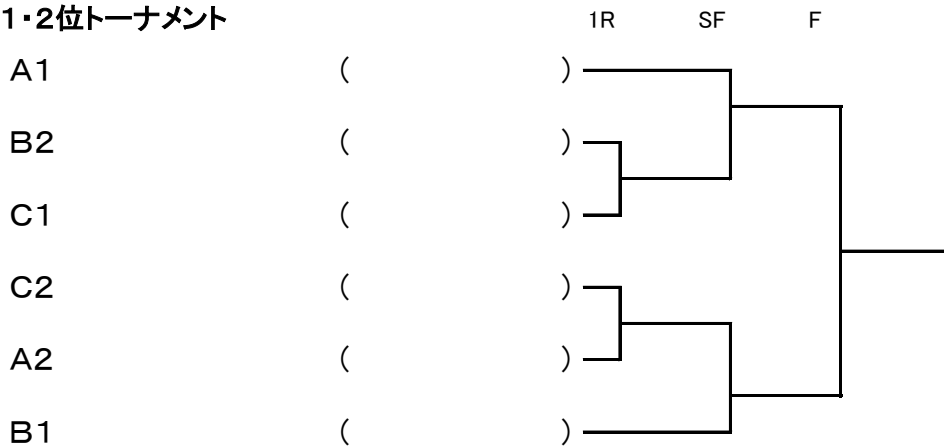 1・2位トーナメント 1R SF F
A1 ( )
B2 ( )
C1 ( )
C2 ( )
A2 ( )
B1 ( )